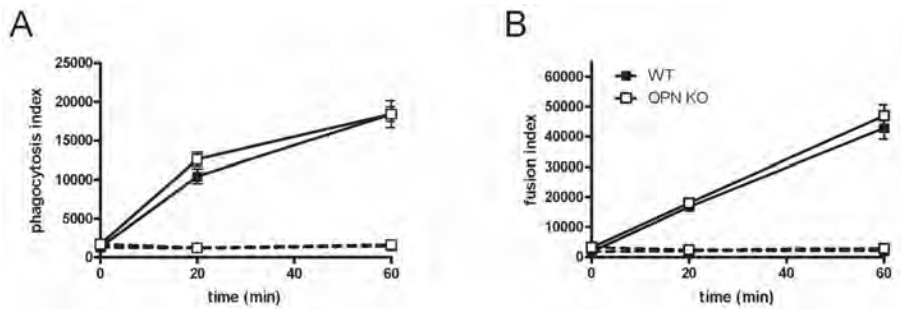 A
phagocytosis index
25000
20000
15000
10000
5000
0
0 20 40 60
time (min)
B
fusion index
60000
50000
40000
30000
20000
10000
0
WT
OPN KO
0 20 40 60
time (min)